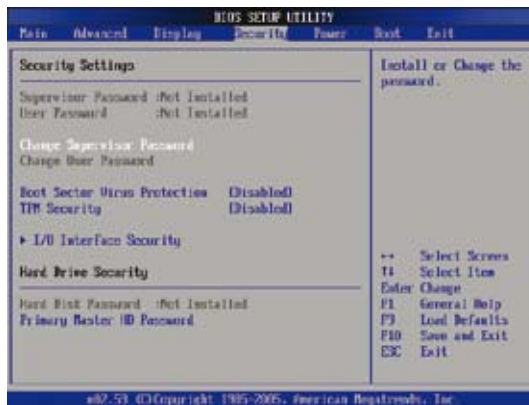 BIOS SETUP UTILITY
Main Advanced Display Security Power Boot Exit
Security Settings
Supervisor Password :Not Installed
User Password :Not Installed
Change Supervisor Password
Change User Password
Boot Sector Virus Protection [Disabled]
TPM Security [Disabled]
▶ I/O Interface Security
Hard Drive Security
Hard Disk Password :Not Installed
Primary Master HD Password
Install or Change the
password.
↔ Select Screen
↑↓ Select Item
Enter Change
F1 General Help
F9 Load Defaults
F10 Save and Exit
ESC Exit
v02.59 (C)Copyright 1985-2005, American Megatrends, Inc.